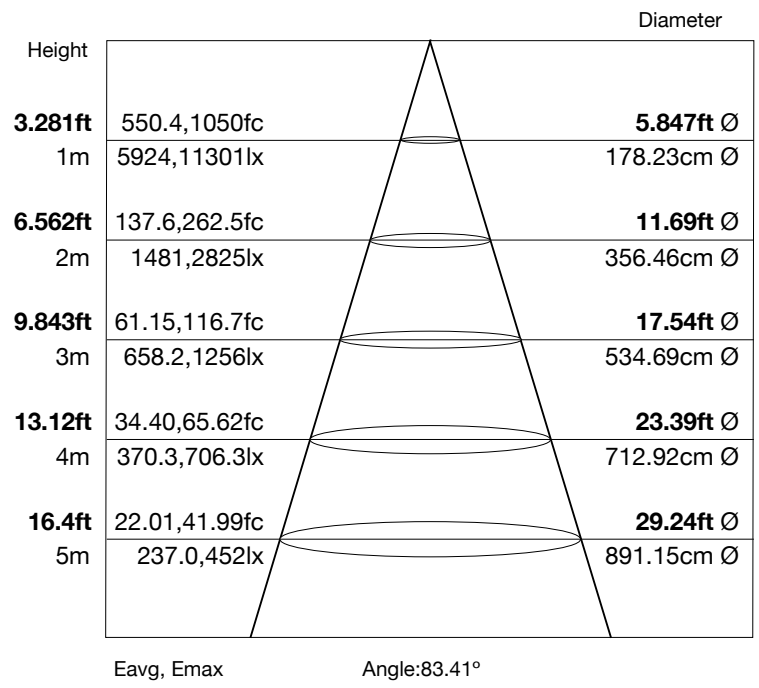 Diameter
Height
3.281ft 550.4,1050fc 5.847ft Ø
1m 5924,11301lx 178.23cm Ø
6.562ft 137.6,262.5fc 11.69ft Ø
2m 1481,2825lx 356.46cm Ø
9.843ft 61.15,116.7fc 17.54ft Ø
3m 658.2,1256lx 534.69cm Ø
13.12ft 34.40,65.62fc 23.39ft Ø
4m 370.3,706.3lx 712.92cm Ø
16.4ft 22.01,41.99fc 29.24ft Ø
5m 237.0,452lx 891.15cm Ø
Eavg, Emax Angle:83.41º